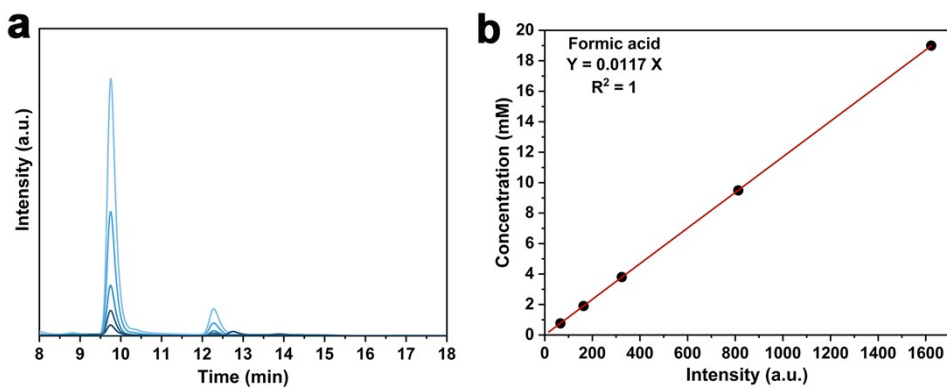 a
Intensity (a.u.)
8 9 10 11 12 13 14 15 16 17 18
Time (min)
b
Formic acid
Y = 0.0117 X
R² = 1
Concentration (mM)
20
18
16
14
12
10
8
6
4
2
0
0 200 400 600 800 1000 1200 1400 1600
Intensity (a.u.)